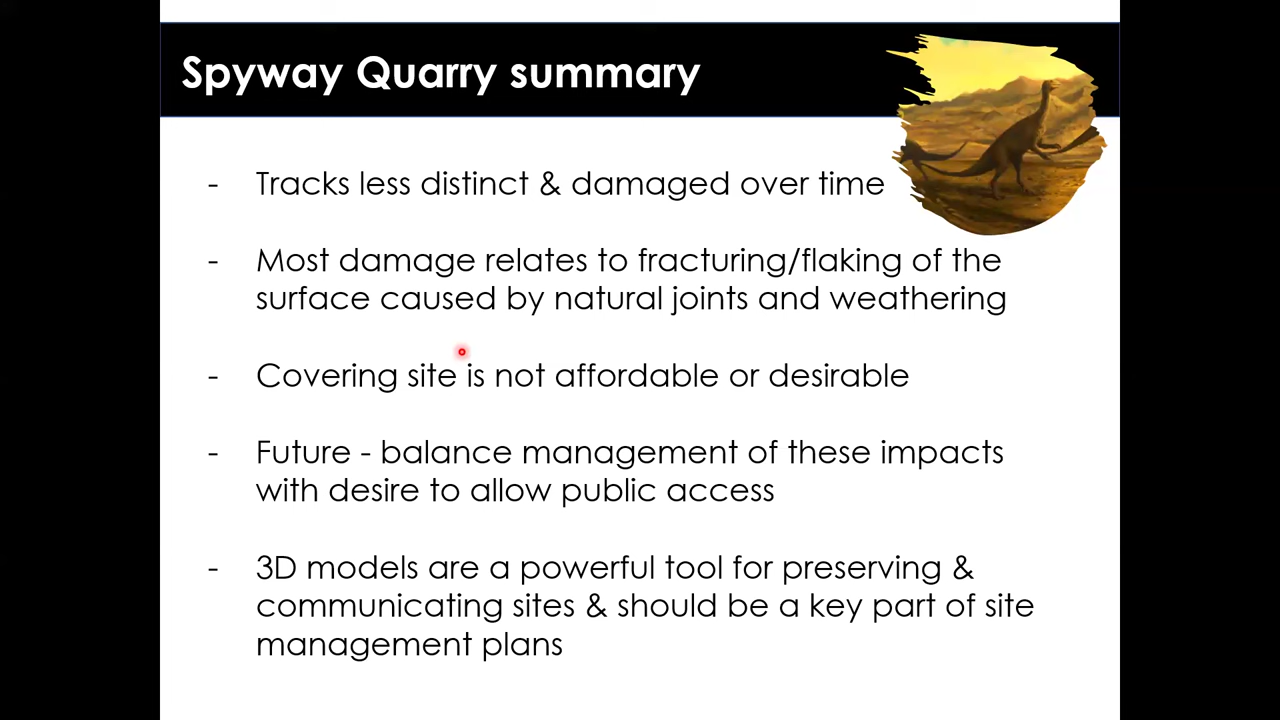 Spyway Quarry summary
- Tracks less distinct & damaged over time
- Most damage relates to fracturing/flaking of the
surface caused by natural joints and weathering
- Covering site is not affordable or desirable
- Future - balance management of these impacts
with desire to allow public access
- 3D models are a powerful tool for preserving &
communicating sites & should be a key part of site
management plans